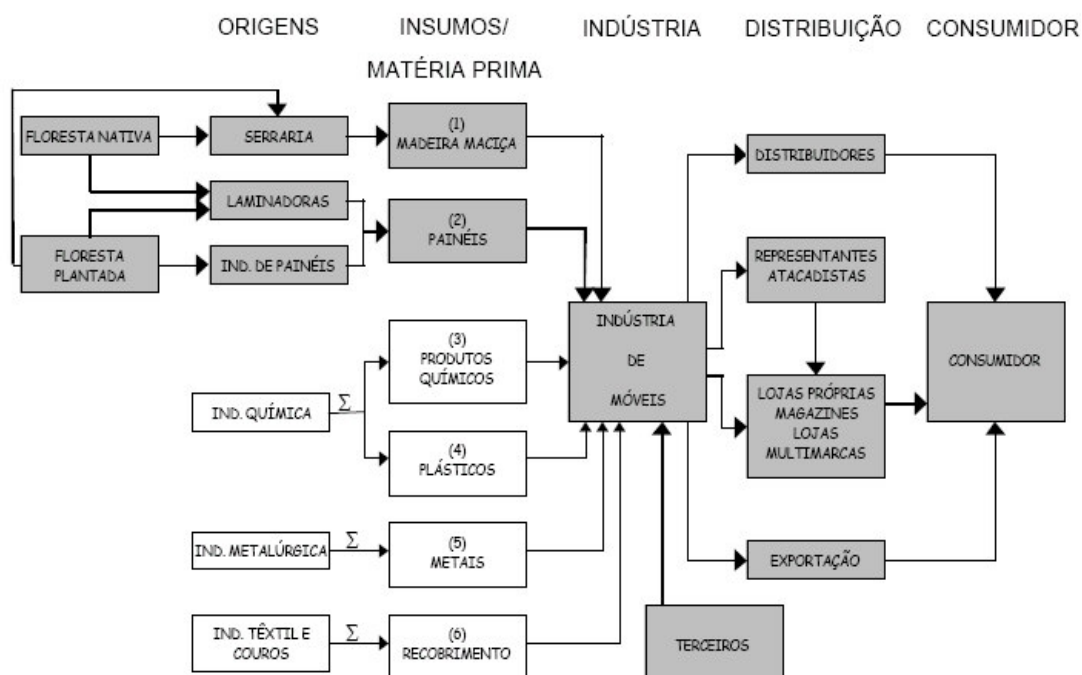 ORIGENS
INSUMOS/
MATÉRIA PRIMA
INDÚSTRIA
DISTRIBUIÇÃO
CONSUMIDOR
FLORESTA NATIVA
SERRARIA
(1)
MADEIRA MACIÇA
DISTRIBUIDORES
LAMINADORAS
(2)
PAINÉIS
FLORESTA
PLANTADA
IND. DE PAINÉIS
REPRESENTANTES
ATACADISTAS
INDÚSTRIA
DE
MÓVEIS
CONSUMIDOR
(3)
PRODUTOS
QUÍMICOS
IND. QUÍMICA
Σ
LOJAS PRÓPRIAS
MAGAZINES
LOJAS
MULTIMARCAS
(4)
PLÁSTICOS
IND. METALÚRGICA
Σ
(5)
METAIS
EXPORTAÇÃO
IND. TÊXTIL E
COUROS
Σ
(6)
RECOBRIMENTO
TERCEIROS